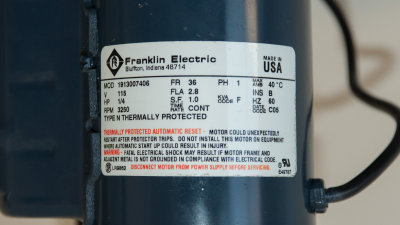 Franklin Electric
Bluffton, Indiana 46714
MADE IN
USA
MOD 1913007406 FR 36 PH 1 MAX AMB 40 °C
V 115 FLA 2.8 INS B
HP 1/4 S.F. 1.0 KVA CODE F HZ 60
RPM 3250 TIME RATING CONT DATE CODE C05
TYPE N THERMALLY PROTECTED
THERMALLY PROTECTED AUTOMATIC RESET - MOTOR COULD UNEXPECTEDLY
RESTART AFTER PROTECTOR TRIPS. DO NOT INSTALL THIS MOTOR ON EQUIPMENT
WHERE AUTOMATIC START UP COULD RESULT IN INJURY.
WARNING - FATAL ELECTRICAL SHOCK MAY RESULT IF MOTOR FRAME AND
ADJACENT METAL IS NOT GROUNDED IN COMPLIANCE WITH ELECTRICAL CODE.
DISCONNECT MOTOR FROM POWER SUPPLY BEFORE SERVICING.